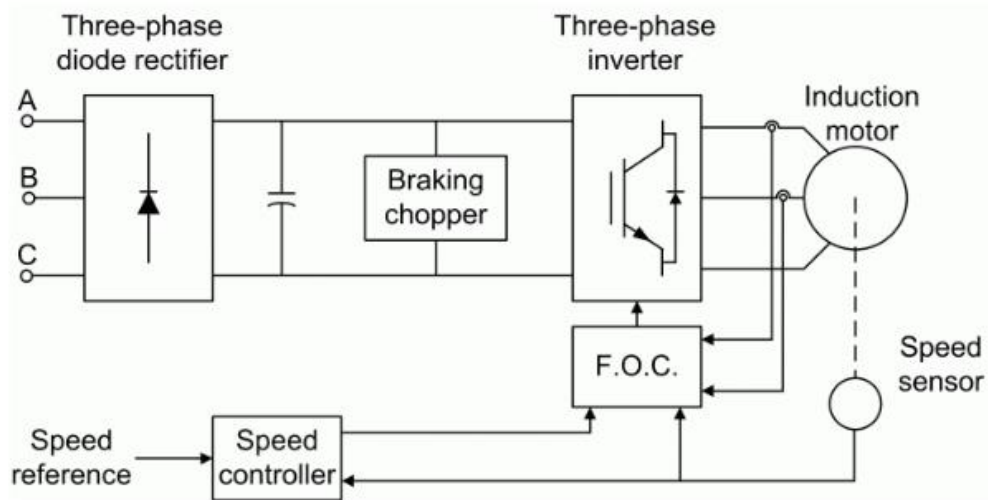 Three-phase
diode rectifier
Three-phase
inverter
Induction
motor
A
B
C
Braking
chopper
F.O.C.
Speed
sensor
Speed
reference
Speed
controller